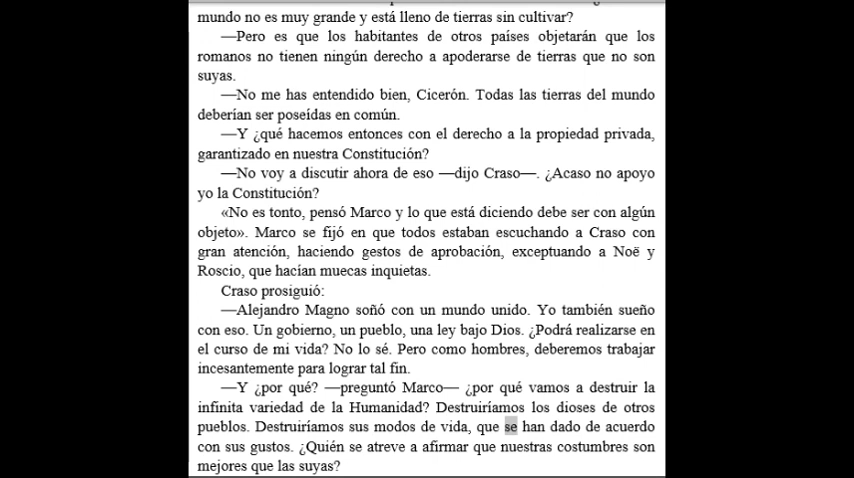 mundo no es muy grande y está lleno de tierras sin cultivar?
—Pero es que los habitantes de otros países objetarán que los
romanos no tienen ningún derecho a apoderarse de tierras que no son
suyas.
—No me has entendido bien, Cicerón. Todas las tierras del mundo
deberían ser poseídas en común.
—Y ¿qué hacemos entonces con el derecho a la propiedad privada,
garantizado en nuestra Constitución?
—No voy a discutir ahora de eso —dijo Craso—. ¿Acaso no apoyo
yo la Constitución?
«No es tonto, pensó Marco y lo que está diciendo debe ser con algún
objeto». Marco se fijó en que todos estaban escuchando a Craso con
gran atención, haciendo gestos de aprobación, exceptuando a Noë y
Roscio, que hacían muecas inquietas.
Craso prosiguió:
—Alejandro Magno soñó con un mundo unido. Yo también sueño
con eso. Un gobierno, un pueblo, una ley bajo Dios. ¿Podrá realizarse en
el curso de mi vida? No lo sé. Pero como hombres, deberemos trabajar
incesantemente para lograr tal fin.
—Y ¿por qué? —preguntó Marco— ¿por qué vamos a destruir la
infinita variedad de la Humanidad? Destruiríamos los dioses de otros
pueblos. Destruiríamos sus modos de vida, que se han dado de acuerdo
con sus gustos. ¿Quién se atreve a afirmar que nuestras costumbres son
mejores que las suyas?